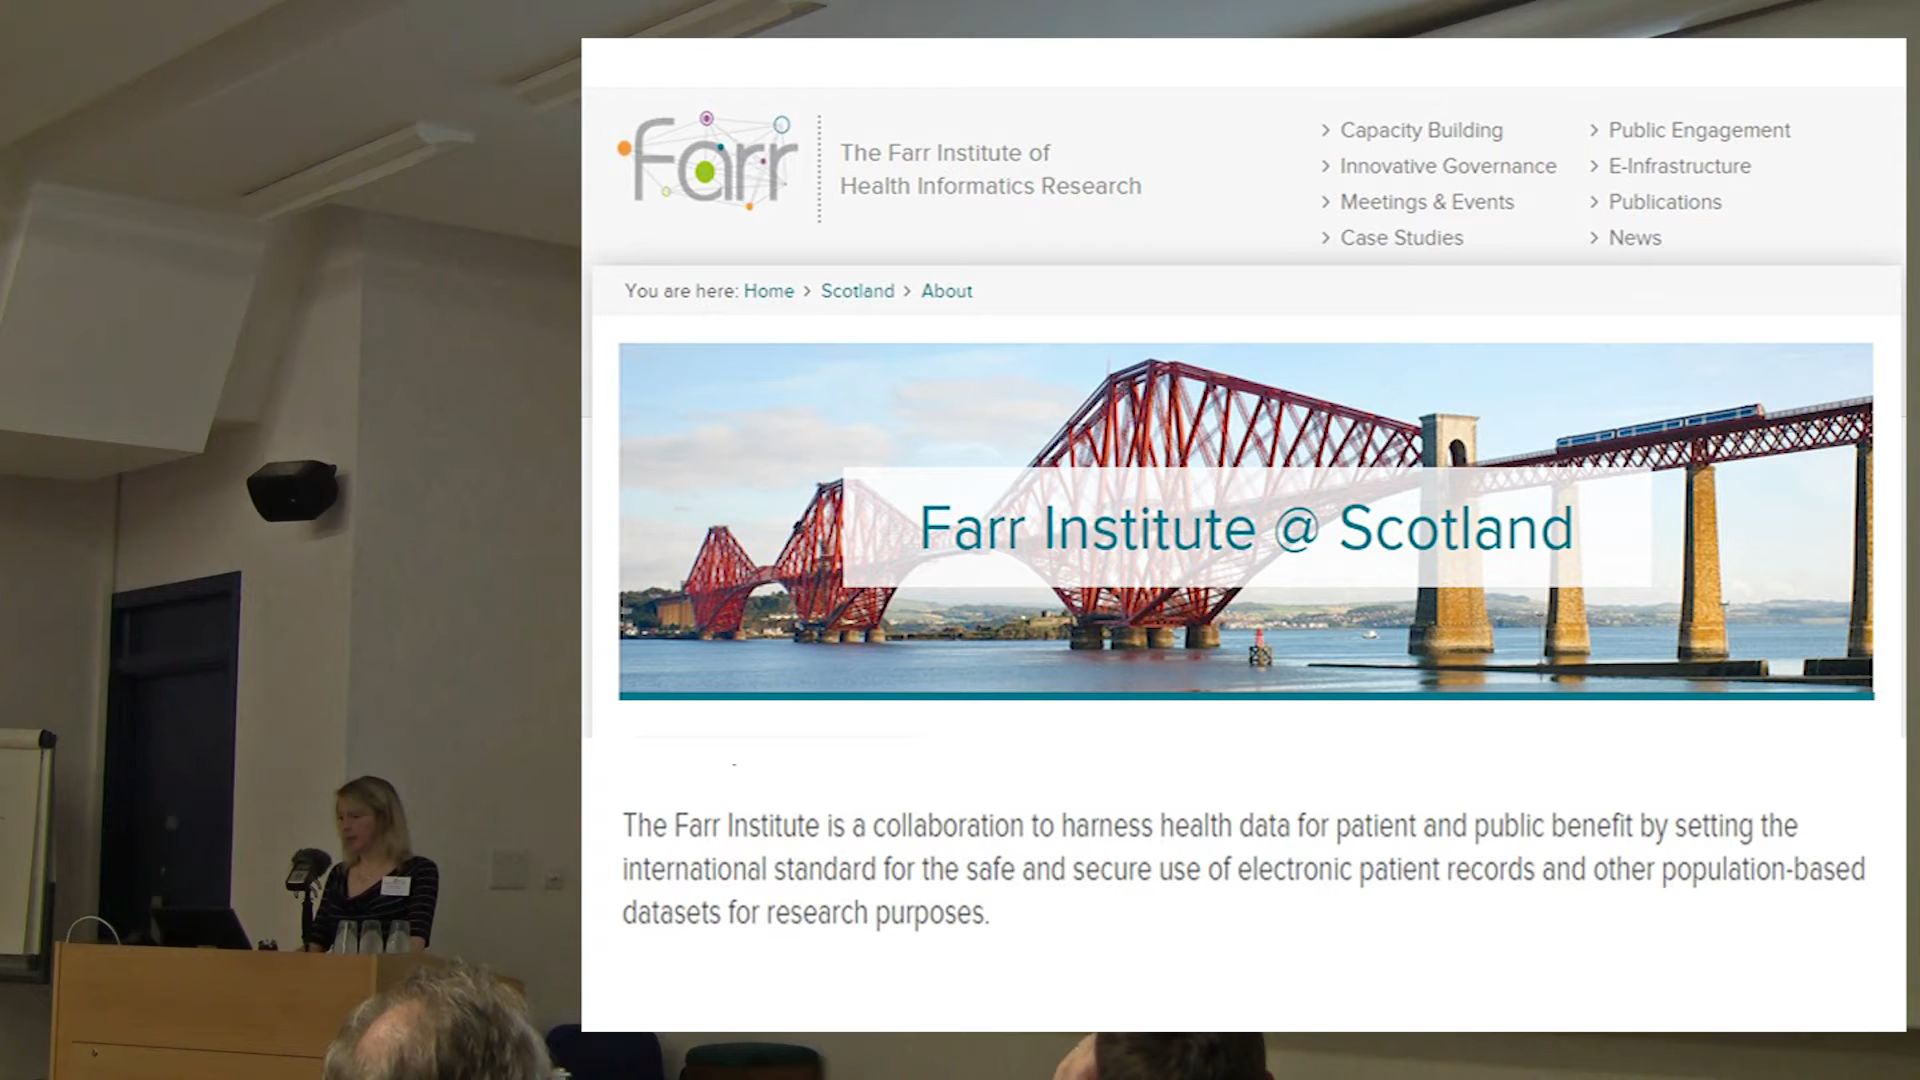 Farr
The Farr Institute of
Health Informatics Research
> Capacity Building
> Innovative Governance
> Meetings & Events
> Case Studies
> Public Engagement
> E-Infrastructure
> Publications
> News
You are here: Home > Scotland > About
Farr Institute @ Scotland
The Farr Institute is a collaboration to harness health data for patient and public benefit by setting the
international standard for the safe and secure use of electronic patient records and other population-based
datasets for research purposes.